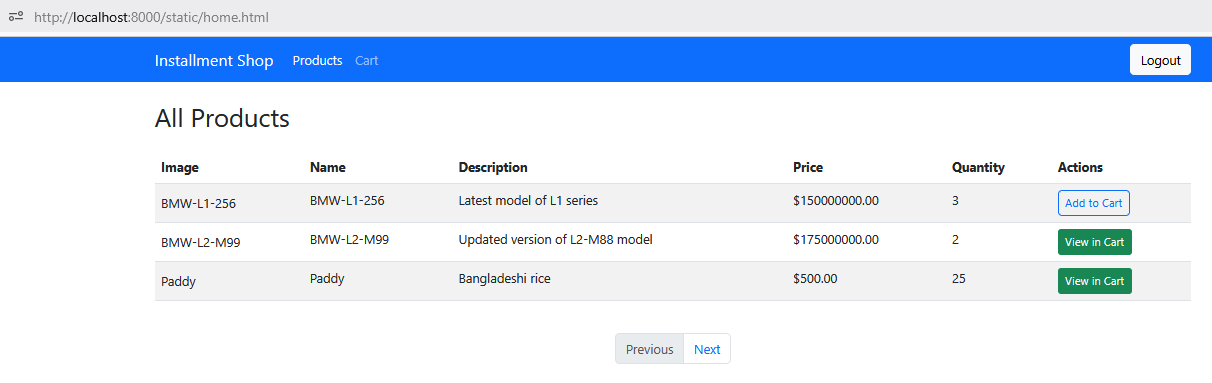 http://localhost:8000/static/home.html
Installment Shop Products Cart Logout
All Products
Image Name Description Price Quantity Actions
BMW-L1-256 BMW-L1-256 Latest model of L1 series $150000000.00 3 Add to Cart
BMW-L2-M99 BMW-L2-M99 Updated version of L2-M88 model $175000000.00 2 View in Cart
Paddy Paddy Bangladeshi rice $500.00 25 View in Cart
Previous Next